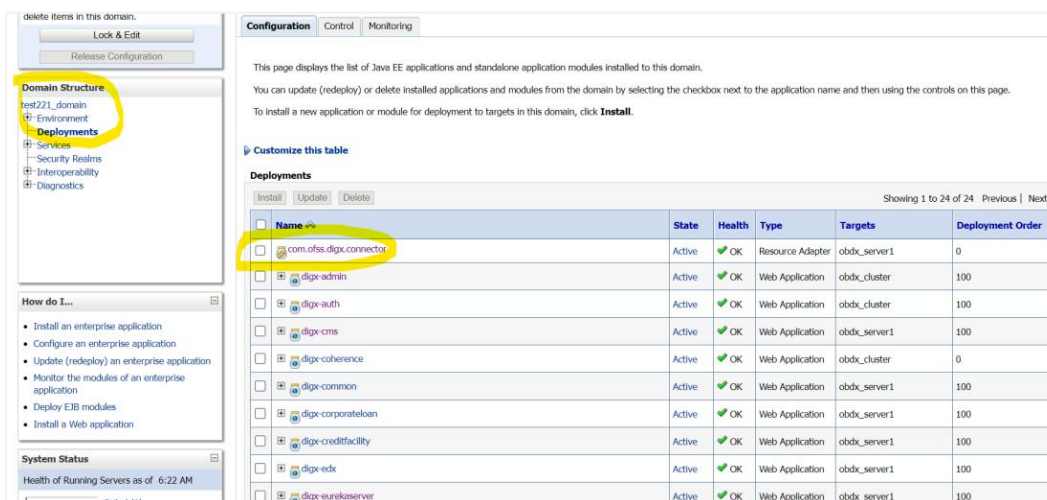 delete items in this domain.
Lock & Edit
Release Configuration
Domain Structure
test221_domain
Environment
Deployments
Services
Security Realms
Interoperability
Diagnostics
How do I...
Install an enterprise application
Configure an enterprise application
Update (redeploy) an enterprise application
Monitor the modules of an enterprise
application
Deploy EJB modules
Install a Web application
System Status
Health of Running Servers as of 6:22 AM
Configuration Control Monitoring
This page displays the list of Java EE applications and standalone application modules installed to this domain.
You can update (redeploy) or delete installed applications and modules from the domain by selecting the checkbox next to the application name and then using the controls on this page.
To install a new application or module for deployment to targets in this domain, click Install.
Customize this table
Deployments
Install Update Delete Showing 1 to 24 of 24 Previous | Next
Name State Health Type Targets Deployment Order
com.ofss.digx.connector Active OK Resource Adapter obdx_server1 0
digx-admin Active OK Web Application obdx_cluster 100
digx-auth Active OK Web Application obdx_cluster 100
digx-cms Active OK Web Application obdx_server1 100
digx-coherence Active OK Web Application obdx_cluster 0
digx-common Active OK Web Application obdx_server1 100
digx-corporateloan Active OK Web Application obdx_server1 100
digx-creditfacility Active OK Web Application obdx_server1 100
digx-edx Active OK Web Application obdx_server1 100
digx-eurekaserver Active OK Web Application obdx_server1 100